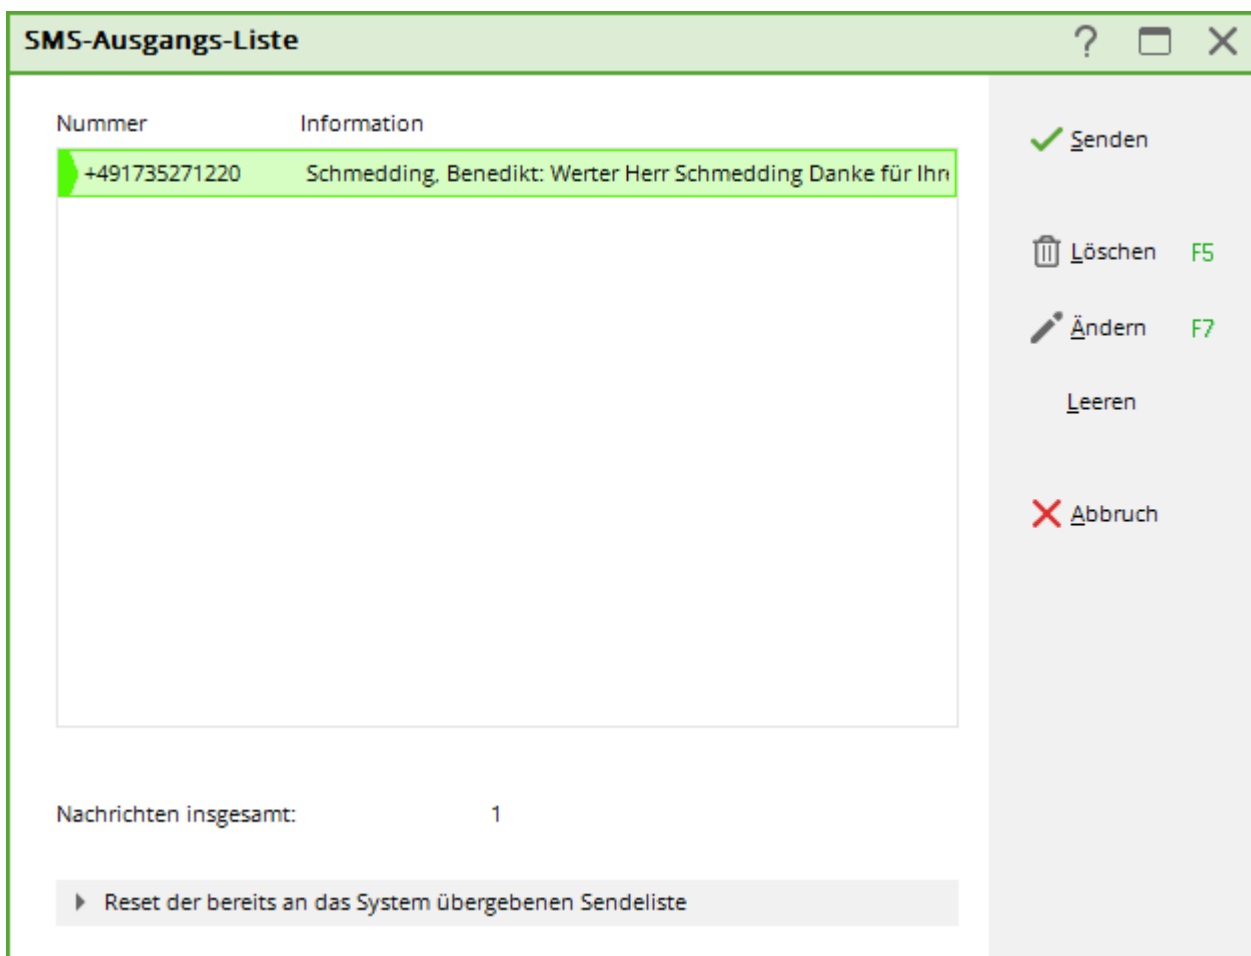 SMS-Ausgangs-Liste
Nummer Information
+491735271220 Schmedding, Benedikt: Werter Herr Schmedding Danke für Ihre
Senden
Löschen F5
Ändern F7
Leeren
Abbruch
Nachrichten insgesamt: 1
Reset der bereits an das System übergebenen Sendeliste